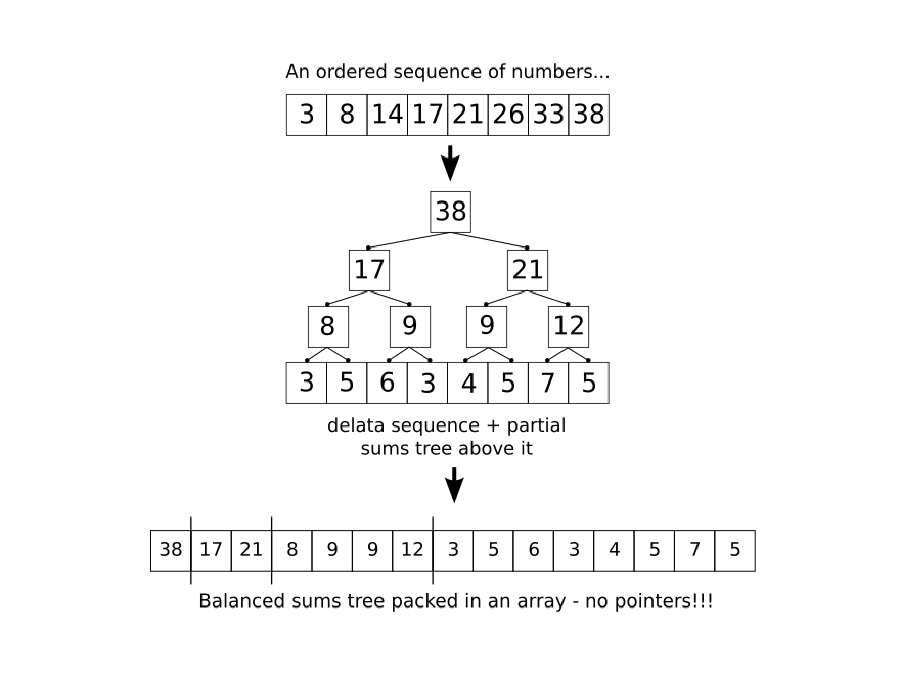 An ordered sequence of numbers...
3 8 14 17 21 26 33 38
38
17 21
8 9 9 12
3 5 6 3 4 5 7 5
delata sequence + partial
sums tree above it
38 17 21 8 9 9 12 3 5 6 3 4 5 7 5
Balanced sums tree packed in an array - no pointers!!!